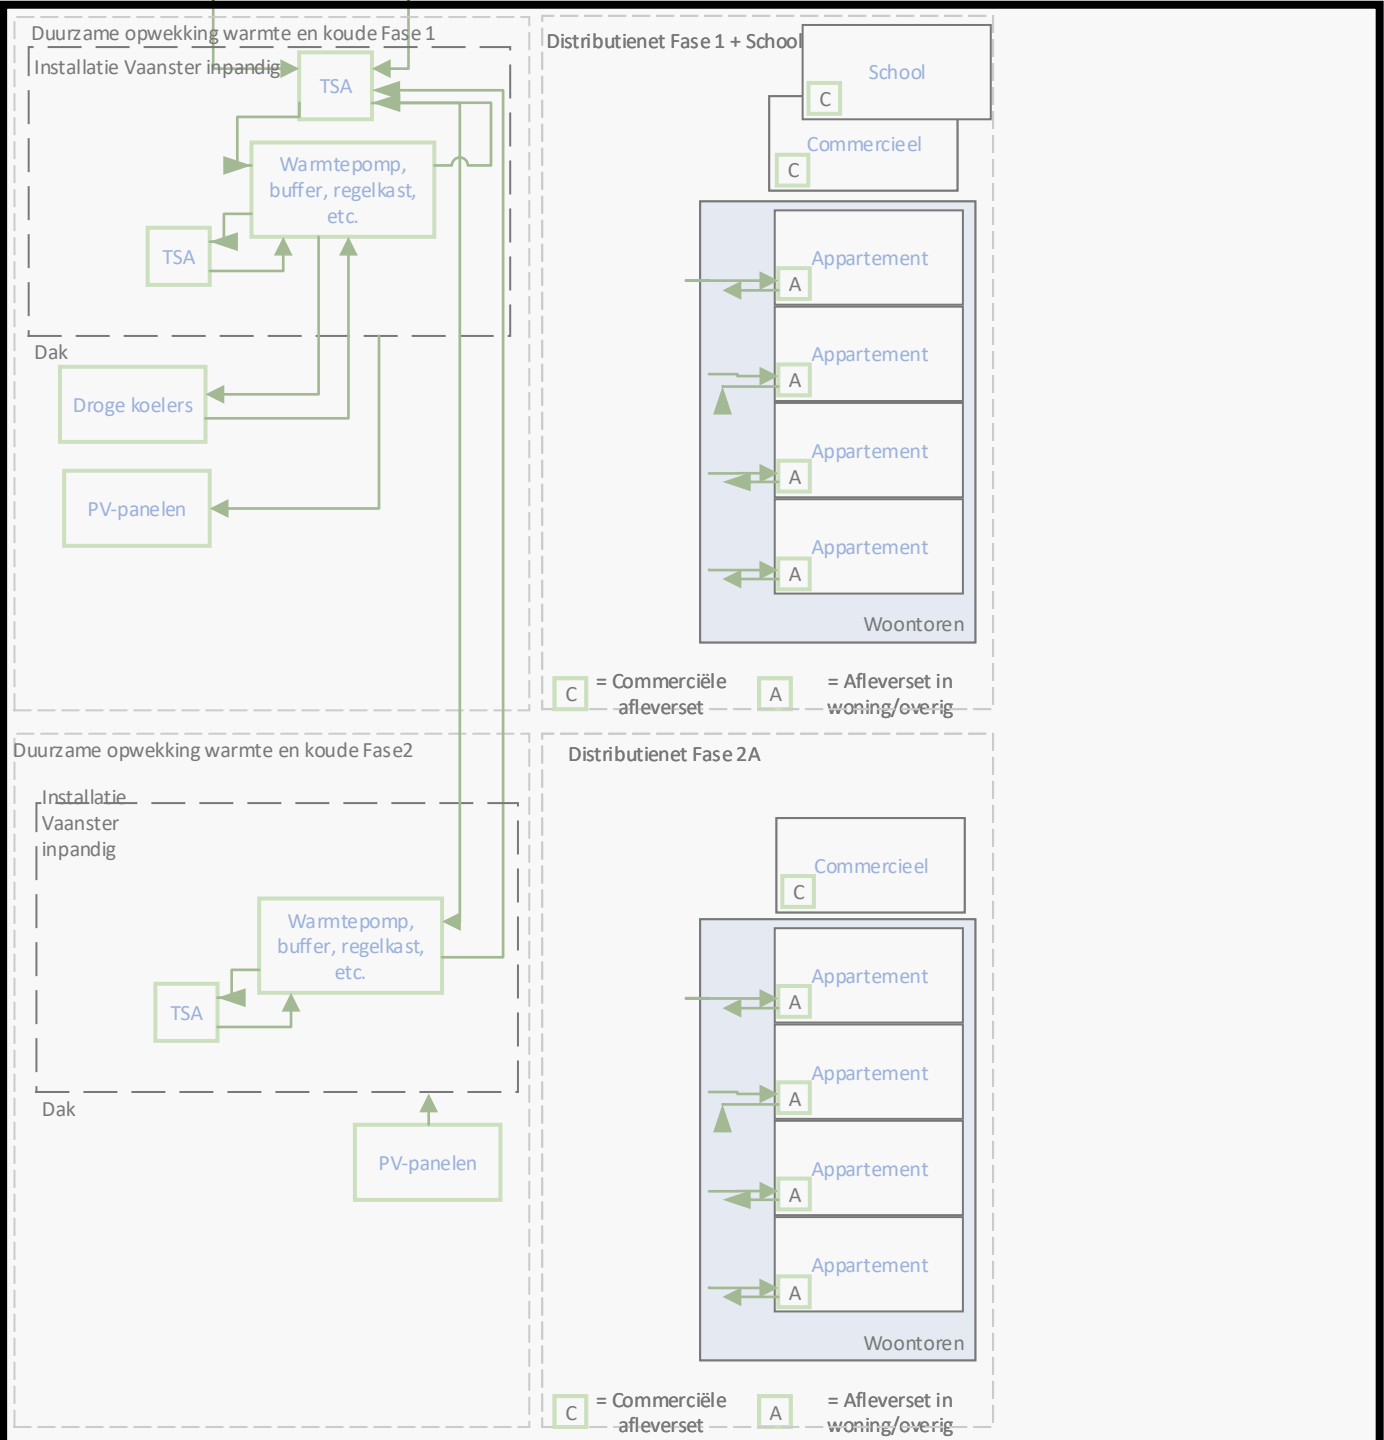 Duurzame opwekking warmte en koude Fase 1
Installatie Vaanster inpandig
TSA
Warmtepomp,
buffer, regelkast,
etc.
TSA
Dak
Droge koelers
PV-panelen
Distributienet Fase 1 + School
School
C
Commercieel
C
Appartement
A
Appartement
A
Appartement
A
Appartement
A
Woontoren
C
= Commerciële
afleverset
A
= Afleverset in
woning/overig
Duurzame opwekking warmte en koude Fase2
Installatie
Vaanster
inpandig
Warmtepomp,
buffer, regelkast,
etc.
TSA
Dak
PV-panelen
Distributienet Fase 2A
Commercieel
C
Appartement
A
Appartement
A
Appartement
A
Appartement
A
Woontoren
C
= Commerciële
afleverset
A
= Afleverset in
woning/overig